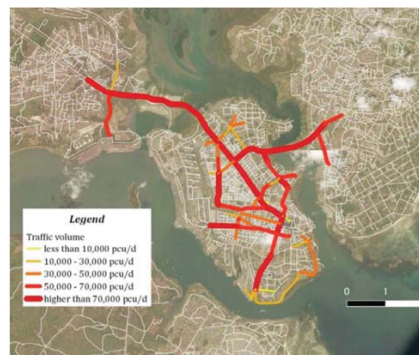 Legend
Traffic volume
less than 10,000 pcu/d
10,000 - 30,000 pcu/d
30,000 - 50,000 pcu/d
50,000 - 70,000 pcu/d
higher than 70,000 pcu/d
0 1